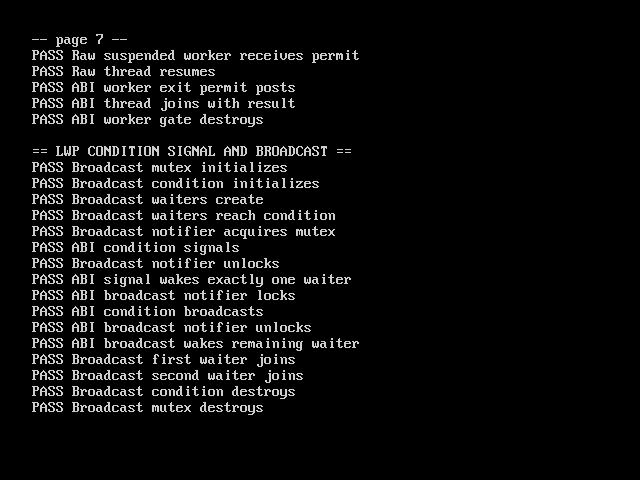 -- page 7 --
PASS Raw suspended worker receives permit
PASS Raw thread resumes
PASS ABI worker exit permit posts
PASS ABI thread joins with result
PASS ABI worker gate destroys
== LWP CONDITION SIGNAL AND BROADCAST ==
PASS Broadcast mutex initializes
PASS Broadcast condition initializes
PASS Broadcast waiters create
PASS Broadcast waiters reach condition
PASS Broadcast notifier acquires mutex
PASS ABI condition signals
PASS Broadcast notifier unlocks
PASS ABI signal wakes exactly one waiter
PASS ABI broadcast notifier locks
PASS ABI condition broadcasts
PASS ABI broadcast notifier unlocks
PASS ABI broadcast wakes remaining waiter
PASS Broadcast first waiter joins
PASS Broadcast second waiter joins
PASS Broadcast condition destroys
PASS Broadcast mutex destroys